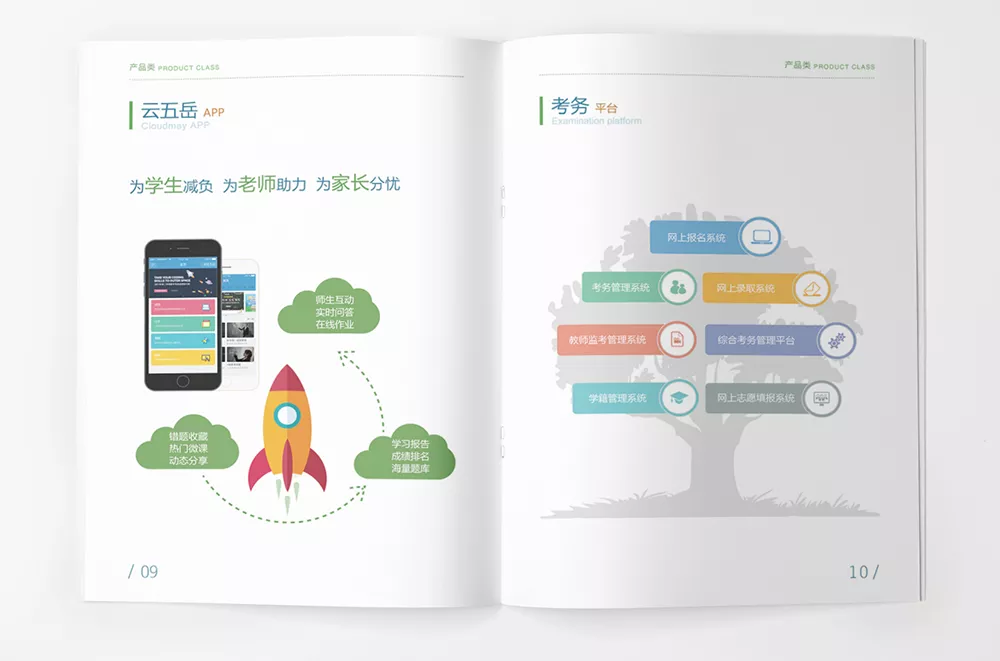 产品类 PRODUCT CLASS
云五岳 APP
Cloudmay APP
为学生减负 为老师助力 为家长分忧
师生互动
实时问答
在线作业
错题收藏
热门微课
动态分享
学习报告
成绩排名
海量题库
/ 09
产品类 PRODUCT CLASS
考务 平台
Examination platform
网上报名系统
考务管理系统
网上录取系统
教师监考管理系统
综合考务管理平台
学籍管理系统
网上志愿填报系统
10 /